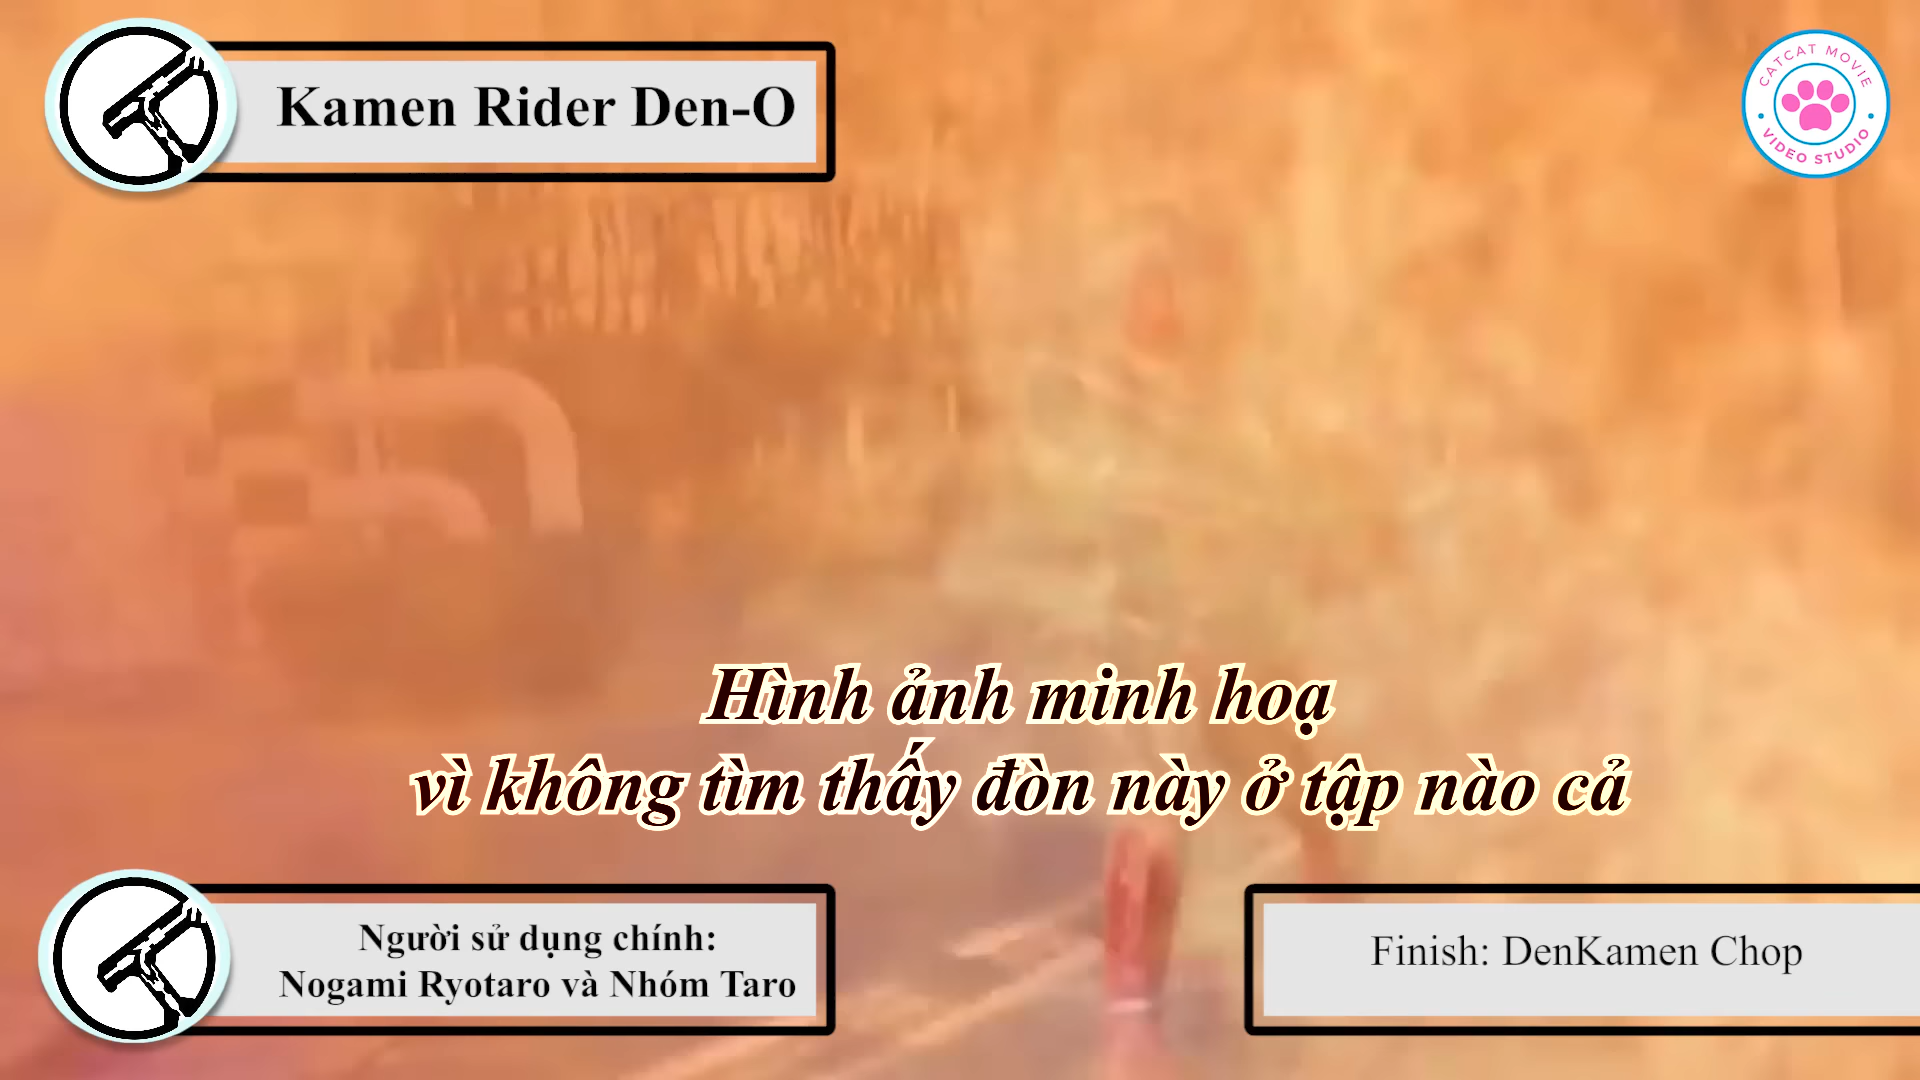 Kamen Rider Den-O
CATCAT MOVIE
VIDEO STUDIO
Hình ảnh minh hoạ
vì không tìm thấy đòn này ở tập nào cả
Người sử dụng chính:
Nogami Ryotaro và Nhóm Taro
Finish: DenKamen Chop